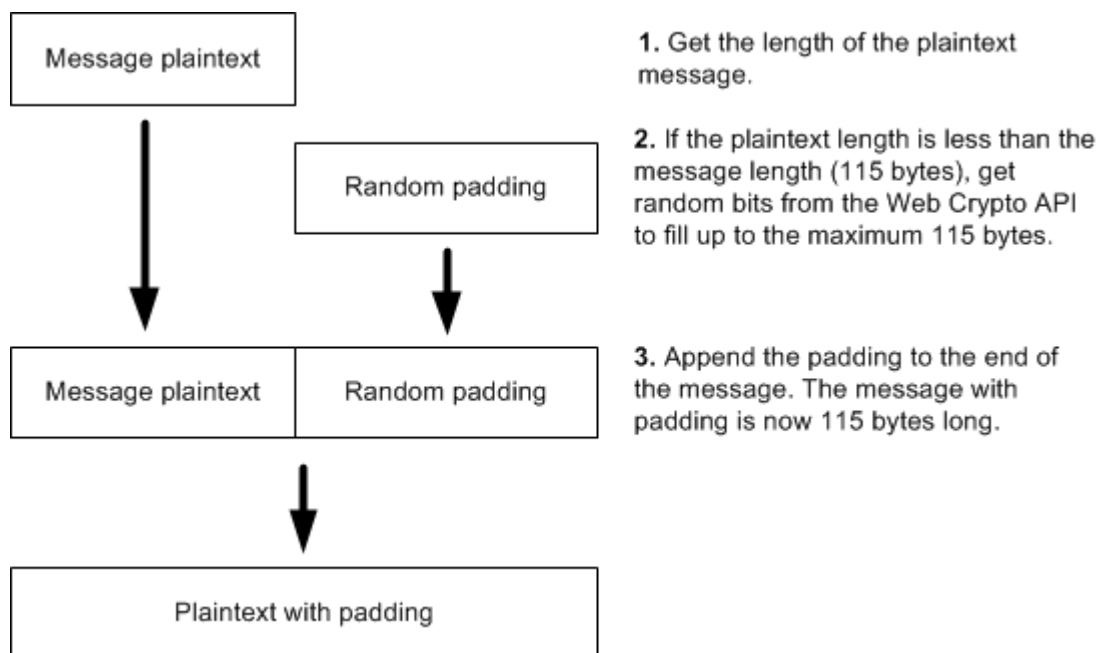 Message plaintext
1. Get the length of the plaintext
message.
2. If the plaintext length is less than the
message length (115 bytes), get
random bits from the Web Crypto API
to fill up to the maximum 115 bytes.
Random padding
Message plaintext
Random padding
3. Append the padding to the end of
the message. The message with
padding is now 115 bytes long.
Plaintext with padding